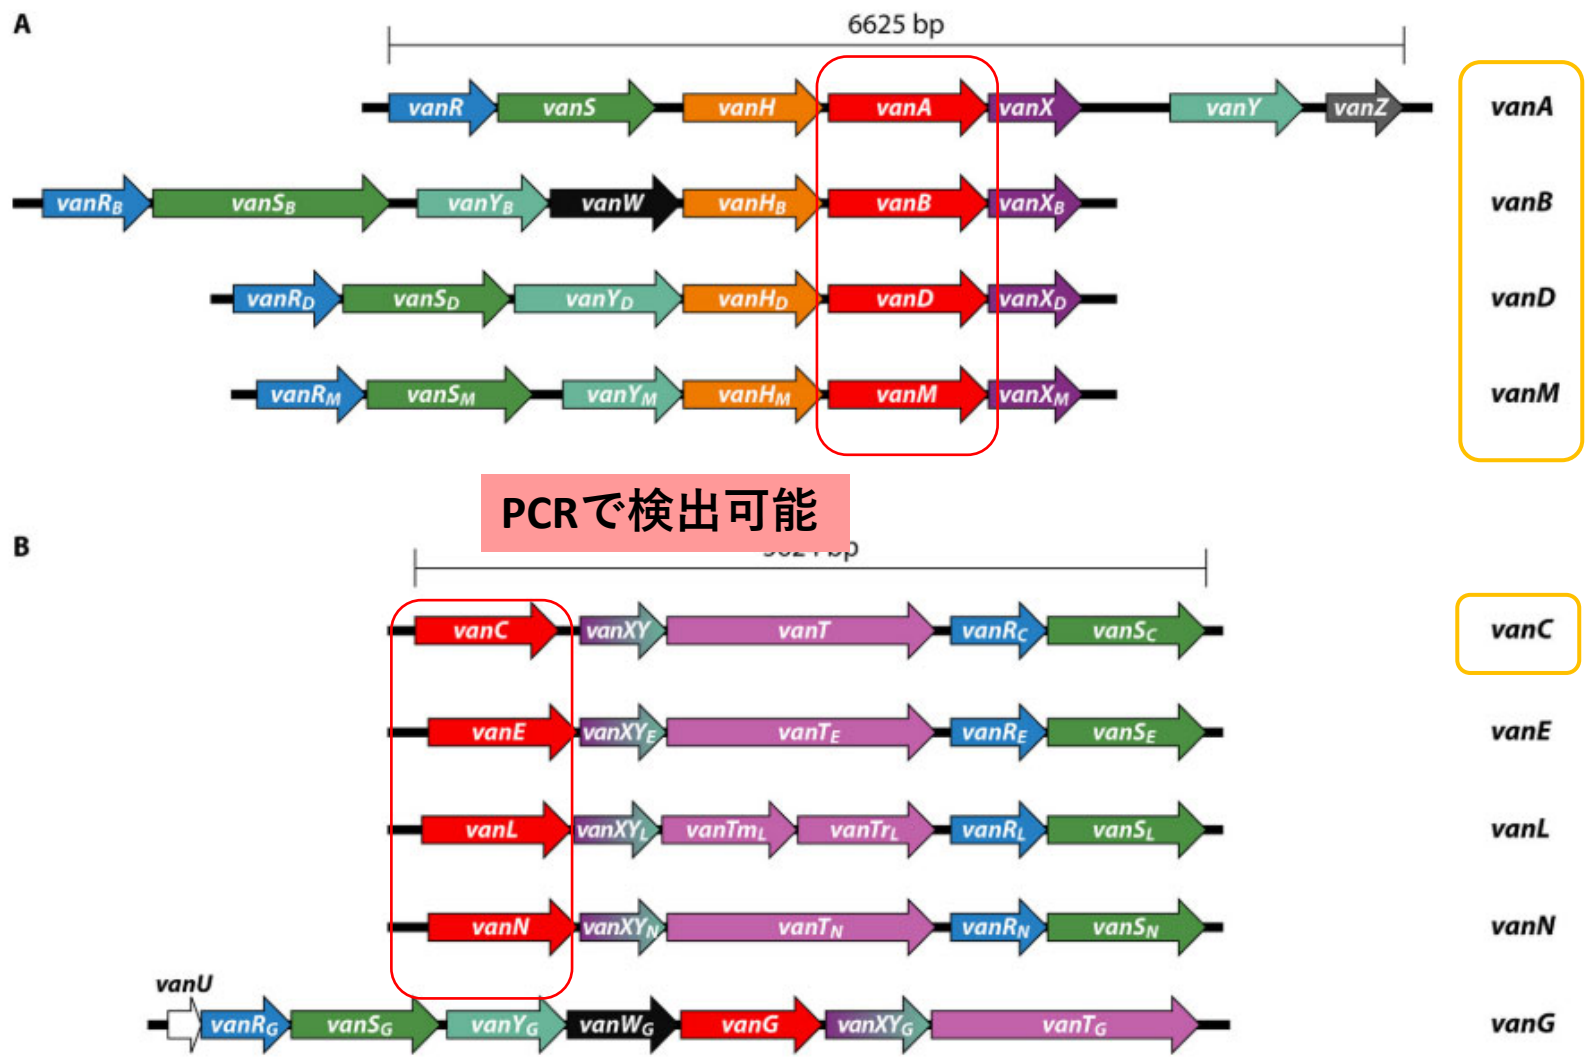 A
6625 bp
vanR vanS vanH vanA vanX vanY vanZ vanA
vanRB vanSB vanYB vanW vanHB vanB vanXB vanB
vanRD vanSD vanYD vanHD vanD vanXD vanD
vanRM vanSM vanYM vanHM vanM vanXM vanM
PCRで検出可能
B
bp
vanC vanXY vanT vanRC vanSC vanC
vanE vanXYE vanTE vanRE vanSE vanE
vanL vanXYL vanTmL vanTrL vanRL vanSL vanL
vanN vanXYN vanTN vanRN vanSN vanN
vanU
vanRG vanSG vanYG vanWG vanG vanXYG vanTG vanG